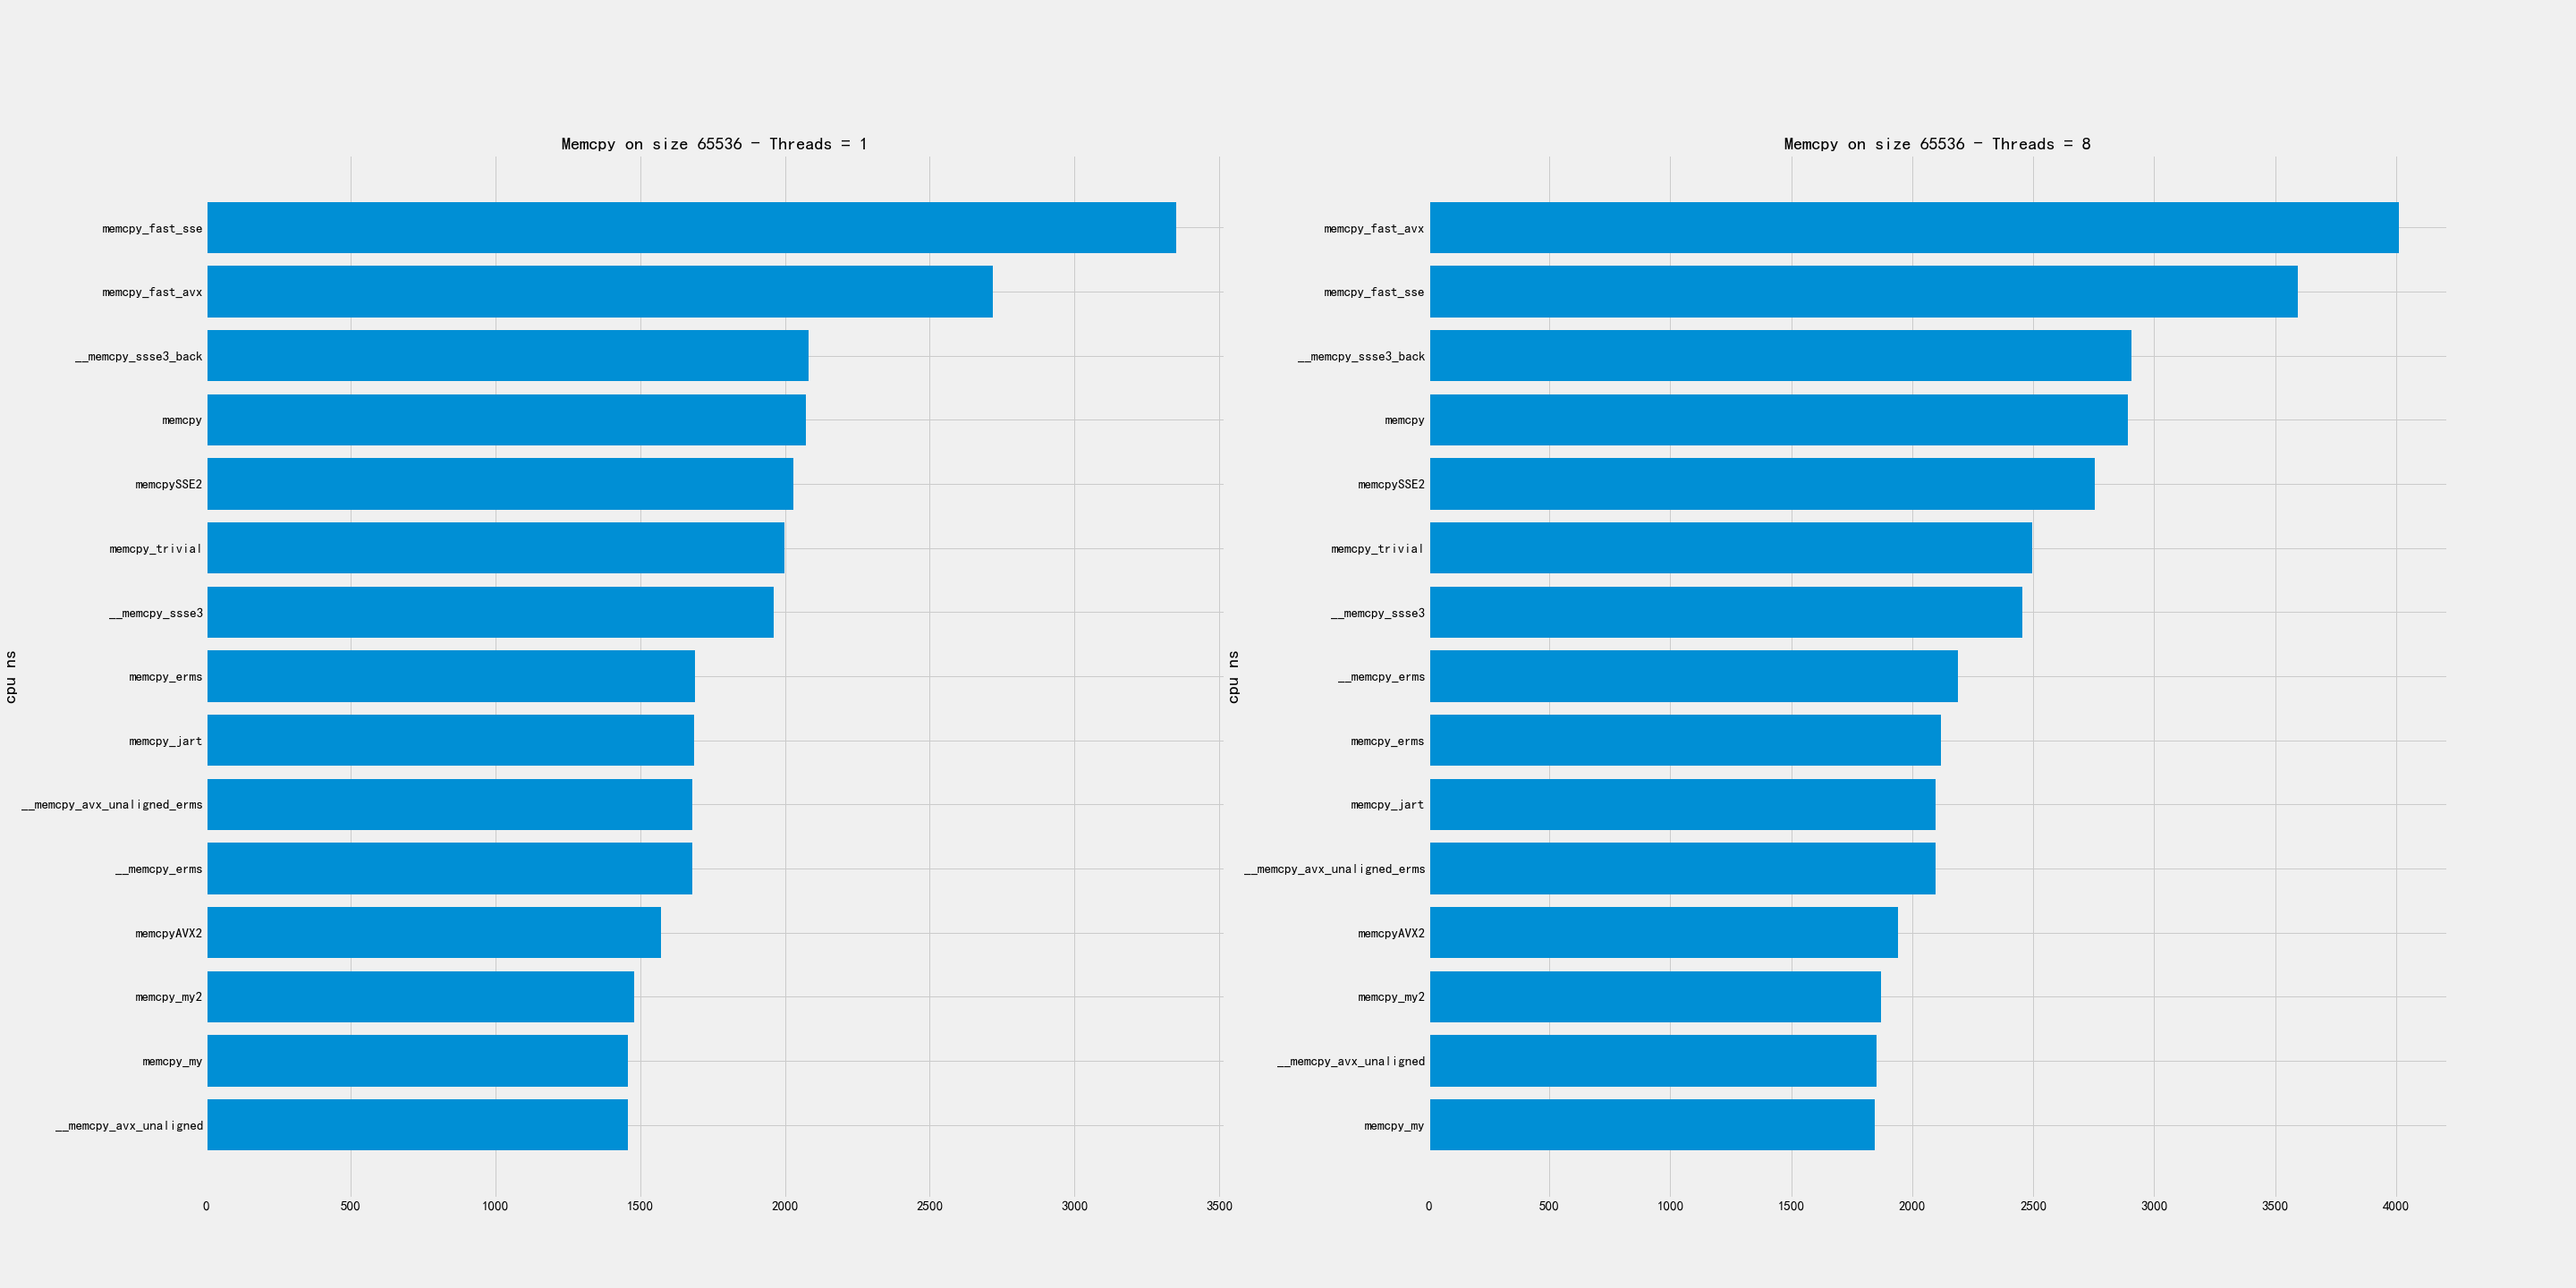 Memcpy on size 65536 - Threads = 1
memcpy_fast_sse
memcpy_fast_avx
__memcpy_ssse3_back
memcpy
memcpySSE2
memcpy_trivial
__memcpy_ssse3
memcpy_erms
memcpy_jart
__memcpy_avx_unaligned_erms
__memcpy_erms
memcpyAVX2
memcpy_my2
memcpy_my
__memcpy_avx_unaligned
cpu ns
0 500 1000 1500 2000 2500 3000 3500
Memcpy on size 65536 - Threads = 8
memcpy_fast_avx
memcpy_fast_sse
__memcpy_ssse3_back
memcpy
memcpySSE2
memcpy_trivial
__memcpy_ssse3
__memcpy_erms
memcpy_erms
memcpy_jart
__memcpy_avx_unaligned_erms
memcpyAVX2
memcpy_my2
__memcpy_avx_unaligned
memcpy_my
cpu ns
0 500 1000 1500 2000 2500 3000 3500 4000